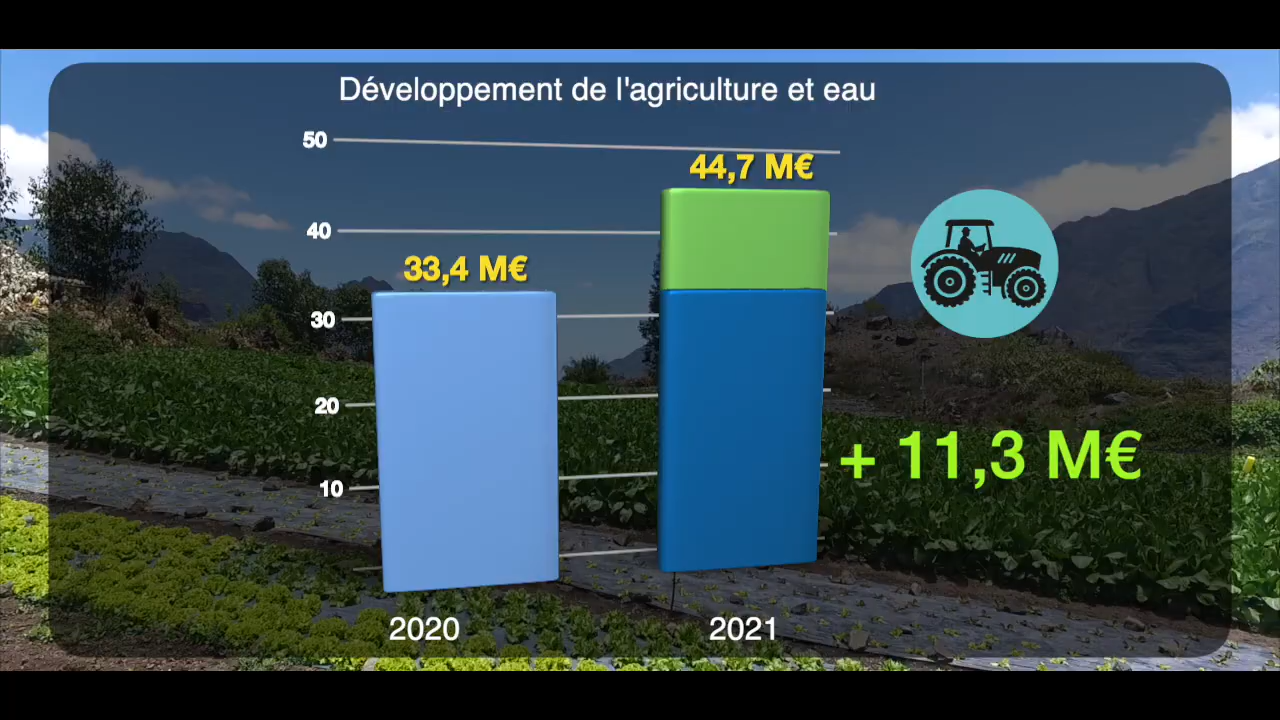 Développement de l'agriculture et eau
50
44,7 M€
40
33,4 M€
30
20
+ 11,3 M€
10
2020
2021